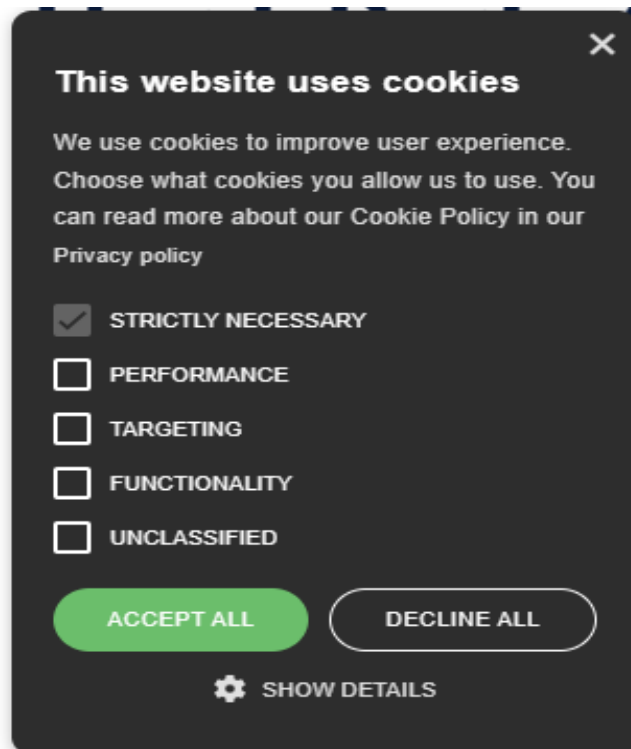 This website uses cookies
We use cookies to improve user experience.
Choose what cookies you allow us to use. You
can read more about our Cookie Policy in our
Privacy policy
STRICTLY NECESSARY
PERFORMANCE
TARGETING
FUNCTIONALITY
UNCLASSIFIED
ACCEPT ALL
DECLINE ALL
SHOW DETAILS